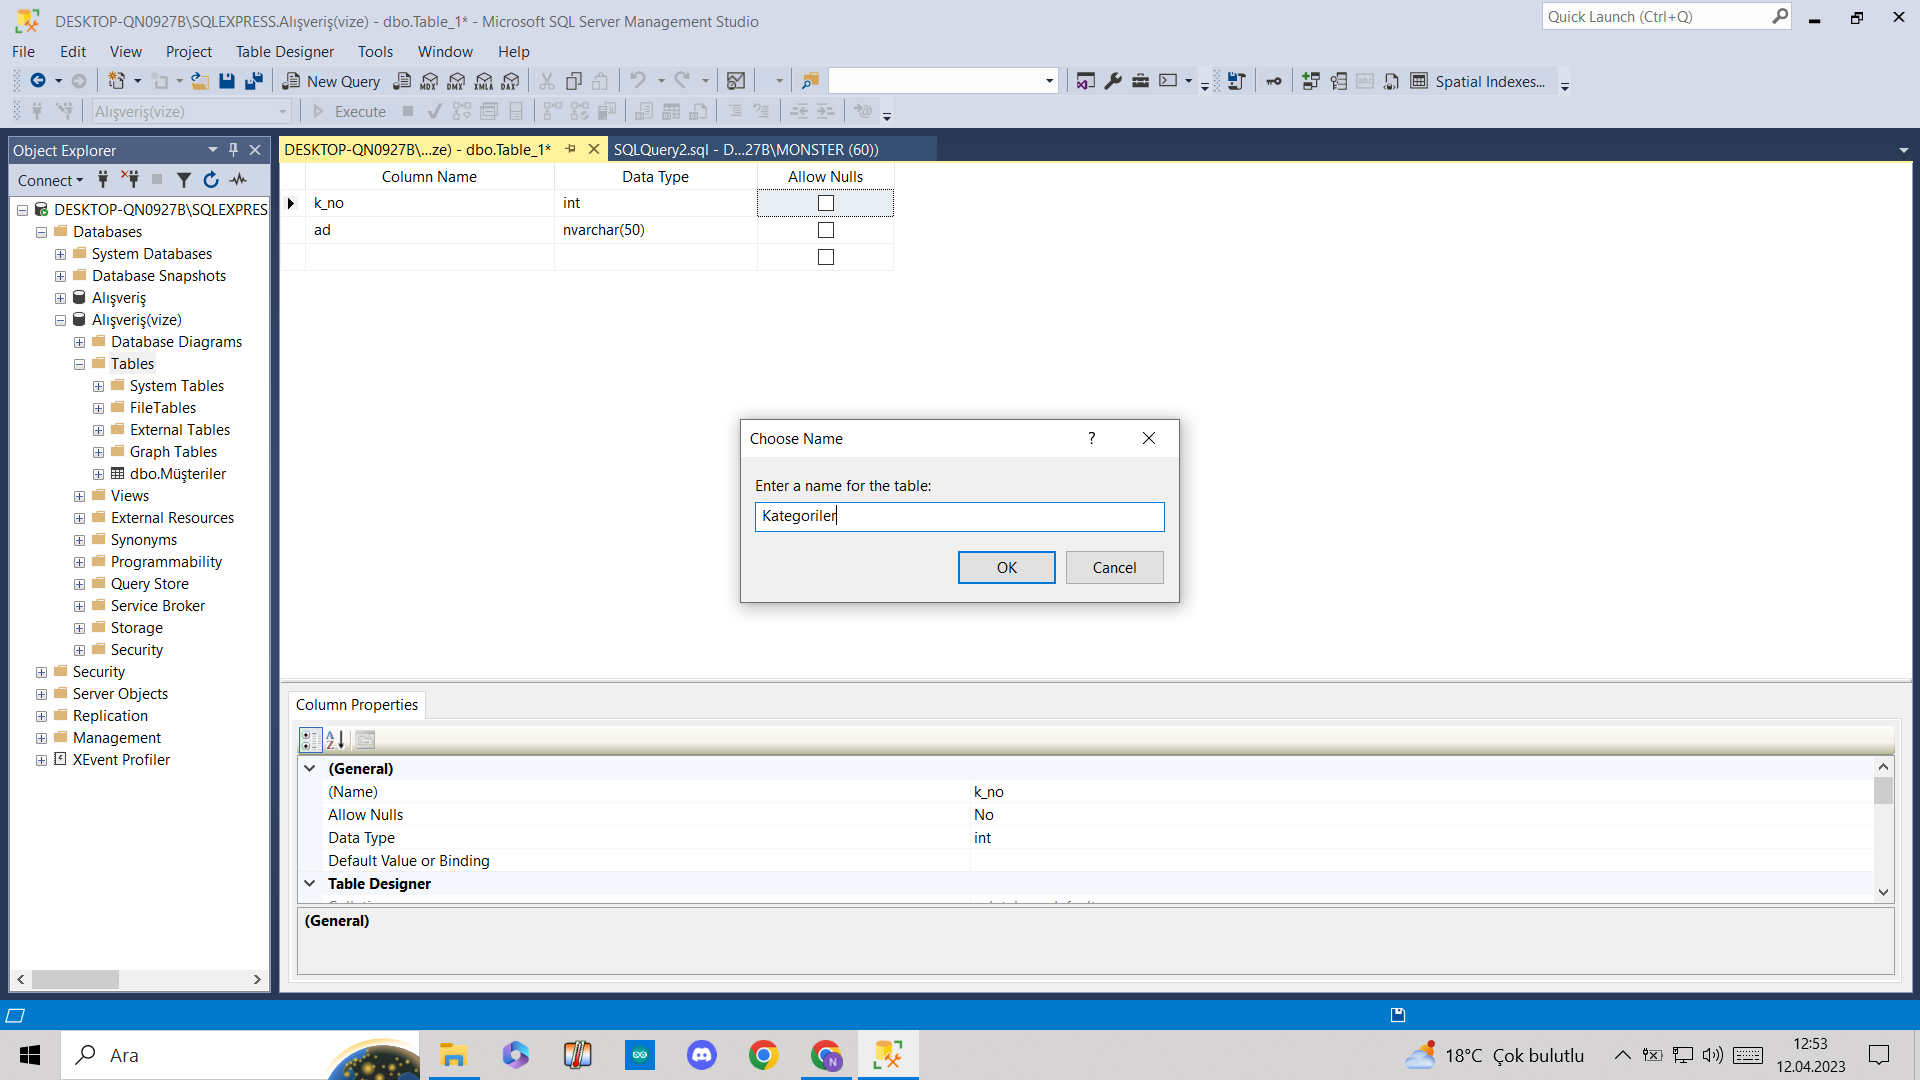 DESKTOP-QN0927B\SQLEXPRESS.Alışveriş(vize) - dbo.Table_1* - Microsoft SQL Server Management Studio
Quick Launch (Ctrl+Q)
File Edit View Project Table Designer Tools Window Help
New Query
MDX DMX XMLA DAX
Spatial Indexes...
Alışveriş(vize)
Execute
Object Explorer
Connect
DESKTOP-QN0927B\SQLEXPRES
Databases
System Databases
Database Snapshots
Alışveriş
Alışveriş(vize)
Database Diagrams
Tables
System Tables
FileTables
External Tables
Graph Tables
dbo.Müşteriler
Views
External Resources
Synonyms
Programmability
Query Store
Service Broker
Storage
Security
Security
Server Objects
Replication
Management
XEvent Profiler
DESKTOP-QN0927B\...ze) - dbo.Table_1*
SQLQuery2.sql - D...27B\MONSTER (60))
Column Name Data Type Allow Nulls
k_no int
ad nvarchar(50)
Choose Name
?
Enter a name for the table:
Kategoriler
OK Cancel
Column Properties
(General)
(Name) k_no
Allow Nulls No
Data Type int
Default Value or Binding
Table Designer
(General)
Ara
18°C Çok bulutlu
12:53
12.04.2023